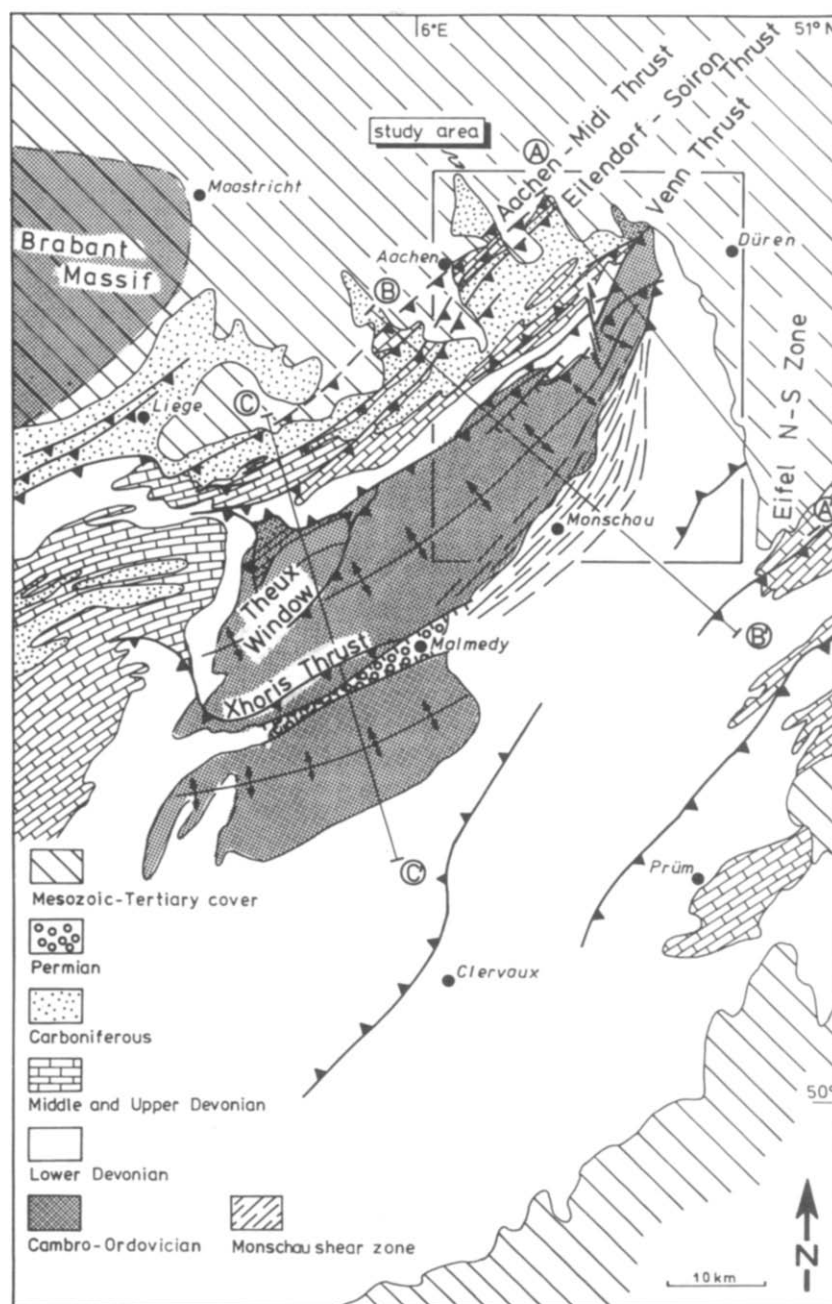 6°E
51° N
study area
A
Aachen-Midi Thrust
Eilendorf-Soiron Thrust
Venn Thrust
Maastricht
Brabant
Massif
Aachen
Düren
B
Liege
C
Eifel N-S Zone
Monschau
A'
Theux
Window
B'
Xhoris Thrust
Malmedy
C'
Prüm
Clervaux
Mesozoic-Tertiary cover
Permian
Carboniferous
Middle and Upper Devonian
50°
Lower Devonian
Cambro-Ordovician
Monschau shear zone
N
10 km